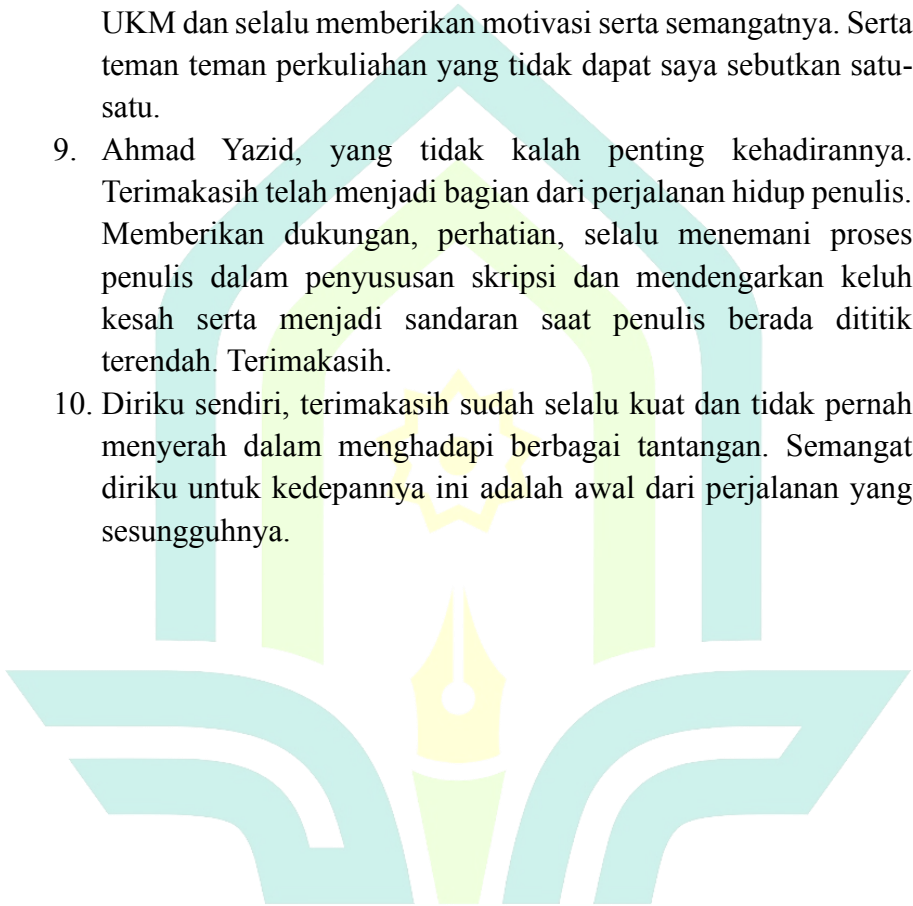 UKM dan selalu memberikan motivasi serta semangatnya. Serta
teman teman perkuliahan yang tidak dapat saya sebutkan satu-
satu.
9. Ahmad Yazid, yang tidak kalah penting kehadirannya.
Terimakasih telah menjadi bagian dari perjalanan hidup penulis.
Memberikan dukungan, perhatian, selalu menemani proses
penulis dalam penyususan skripsi dan mendengarkan keluh
kesah serta menjadi sandaran saat penulis berada dititik
terendah. Terimakasih.
10. Diriku sendiri, terimakasih sudah selalu kuat dan tidak pernah
menyerah dalam menghadapi berbagai tantangan. Semangat
diriku untuk kedepannya ini adalah awal dari perjalanan yang
sesungguhnya.